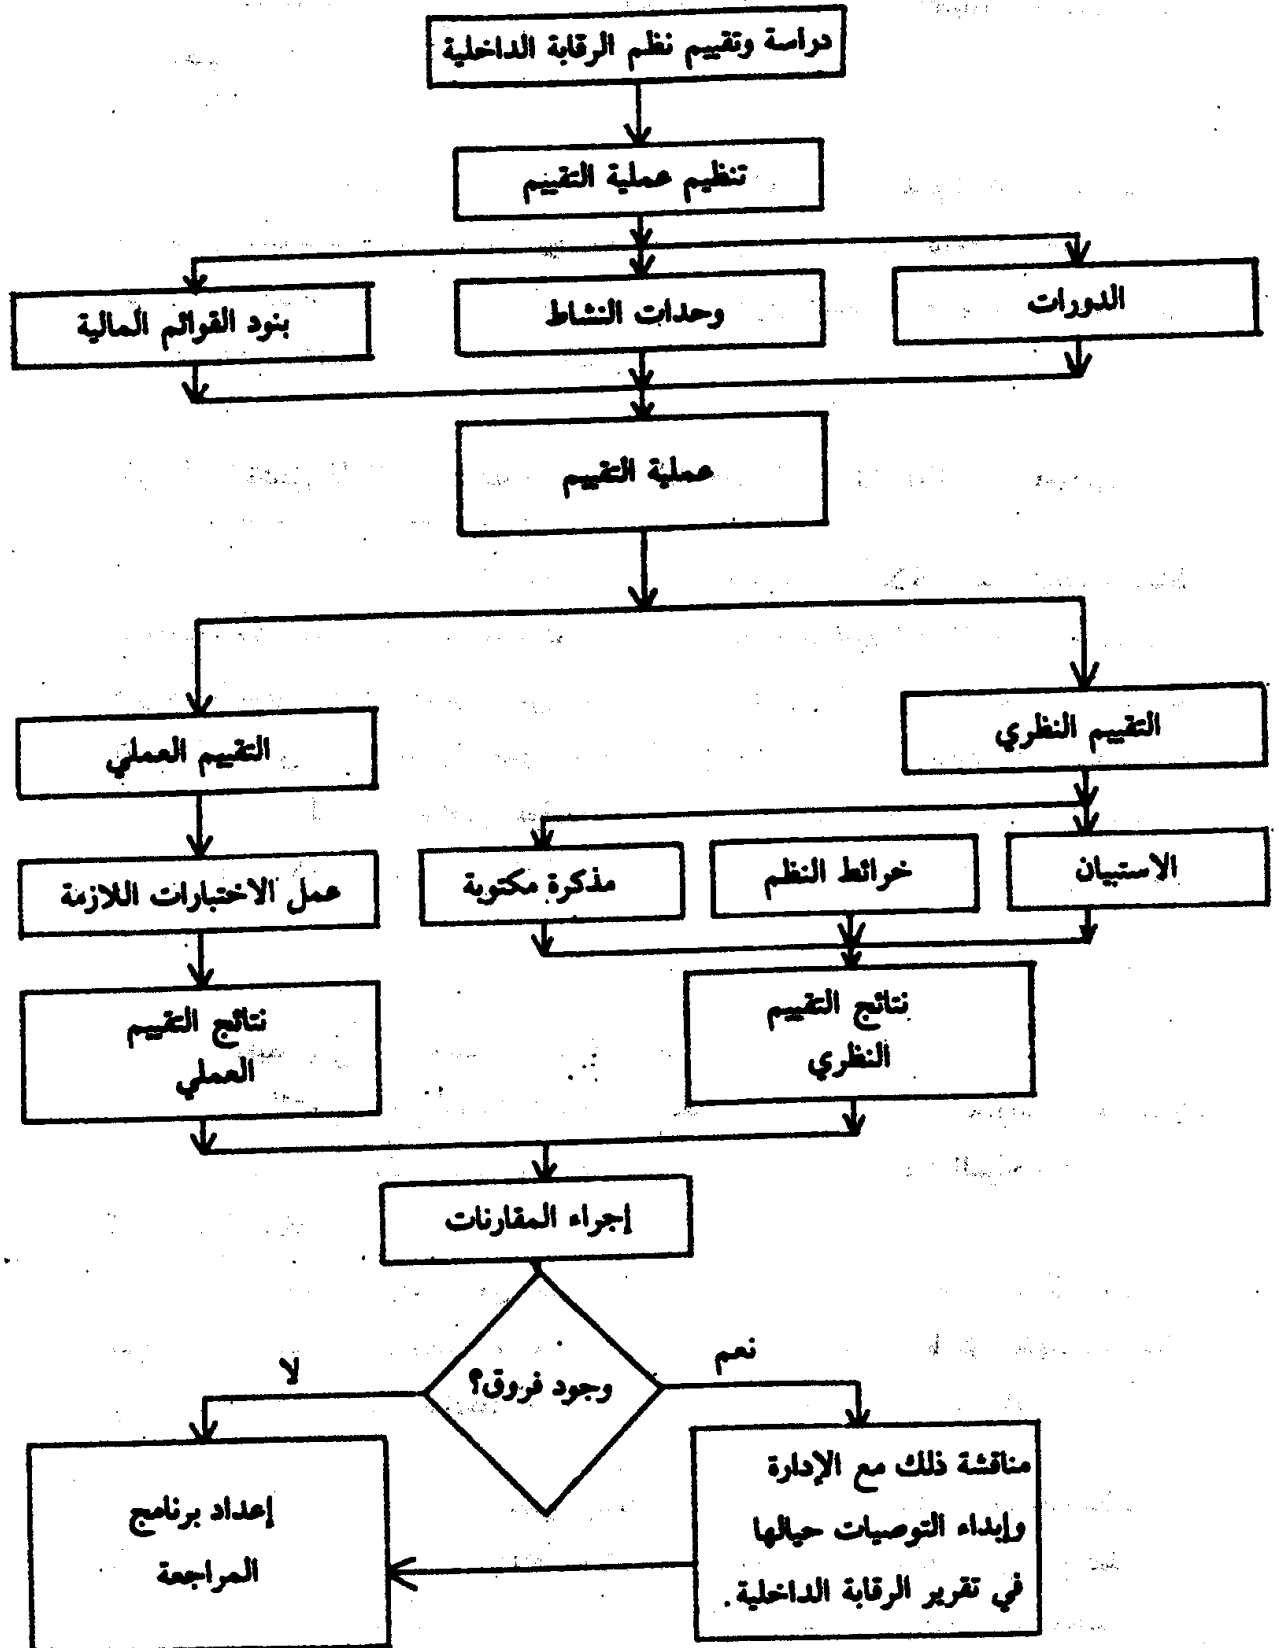 دراسة وتقييم نظم الرقابة الداخلية
تنظيم عملية التقييم
الدورات
وحدات النشاط
بنود القوائم المالية
عملية التقييم
التقييم النظري
التقييم العملي
الاستبيان
خرائط النظم
مذكرة مكتوبة
عمل الاختبارات اللازمة
نتائج التقييم
النظري
نتائج التقييم
العملي
إجراء المقارنات
وجود فروق؟
نعم
لا
مناقشة ذلك مع الإدارة
وإبداء التوصيات حيالها
في تقرير الرقابة الداخلية .
إعداد برنامج
المراجعة